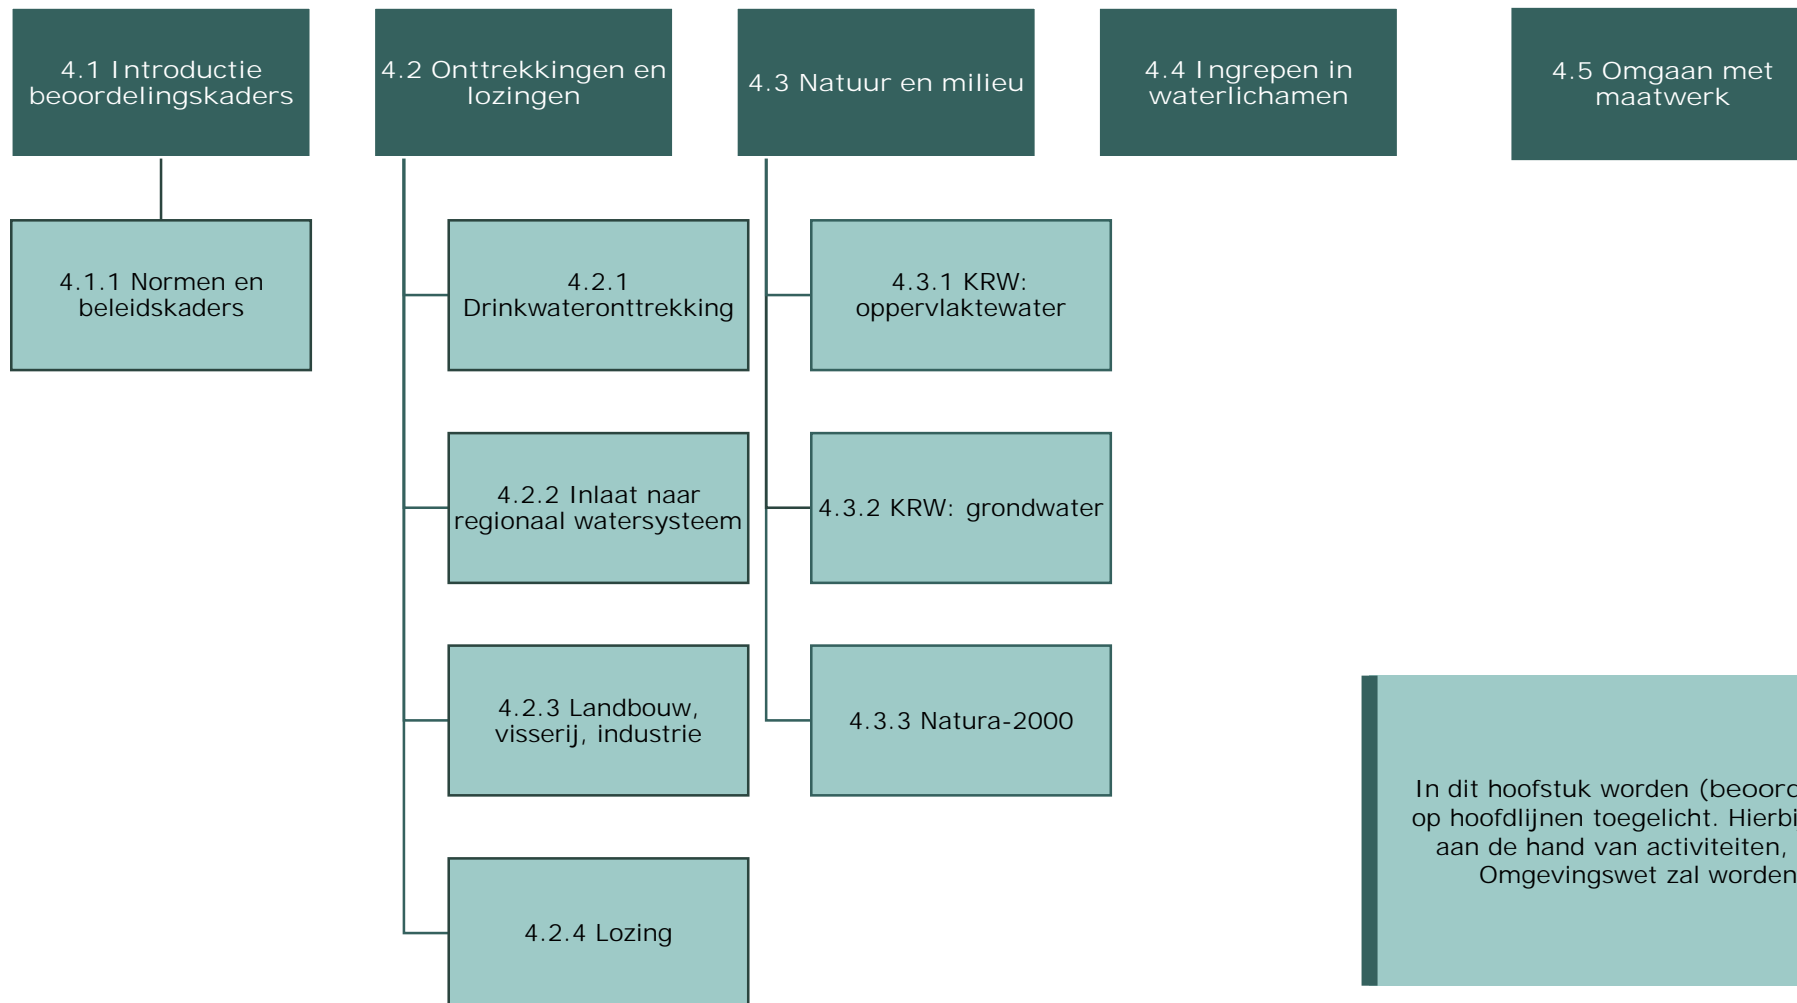 4.1 Introductie
beoordelingskaders
4.2 Onttrekkingen en
lozingen
4.3 Natuur en milieu
4.4 Ingrepen in
waterlichamen
4.5 Omgaan met
maatwerk
4.1.1 Normen en
beleidskaders
4.2.1
Drinkwateronttrekking
4.2.2 Inlaat naar
regionaal watersysteem
4.2.3 Landbouw,
visserij, industrie
4.2.4 Lozing
4.3.1 KRW:
oppervlaktewater
4.3.2 KRW: grondwater
4.3.3 Natura-2000
In dit hoofstuk worden
op hoofdlijnen toegelicht.
aan de hand van activiteiten,
Omgevingswet zal worden